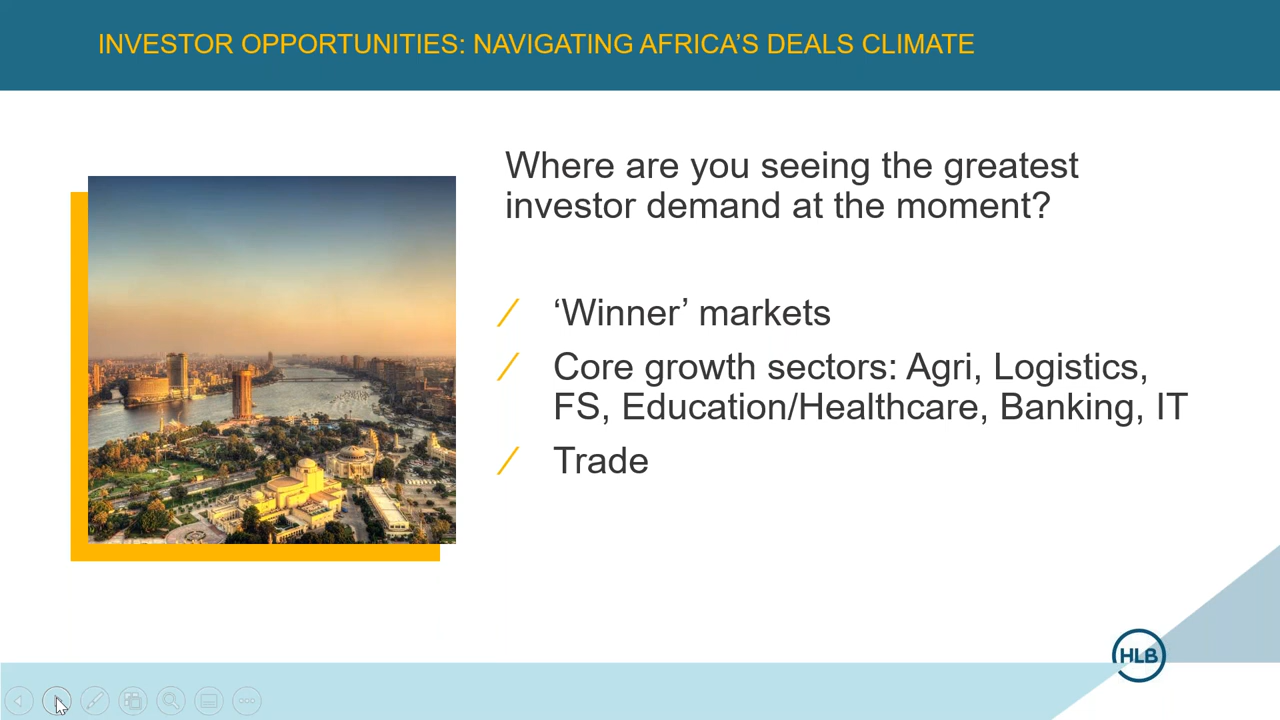 INVESTOR OPPORTUNITIES: NAVIGATING AFRICA’S DEALS CLIMATE
Where are you seeing the greatest
investor demand at the moment?
‘Winner’ markets
Core growth sectors: Agri, Logistics,
FS, Education/Healthcare, Banking, IT
Trade
HLB